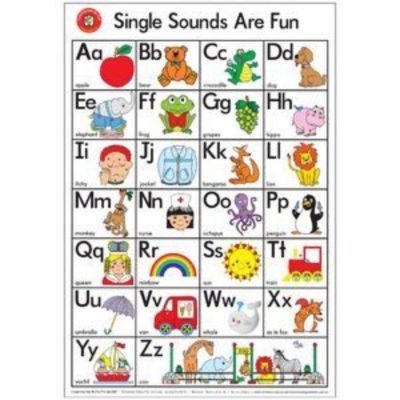 Single Sounds Are Fun
Aa Bb Cc Dd
apple bear crocodile dog
Ee Ff Gg Hh
elephant frog grapes hippo
Ii Jj Kk Ll
itchy jacket kangaroo lion
Mm Nn Oo Pp
monkey nurse octopus penguin
Qq Rr Ss Tt
queen rainbow sun train
Uu Vv Ww Xx
umbrella van whale as in fox
Yy Zz
yacht zoo